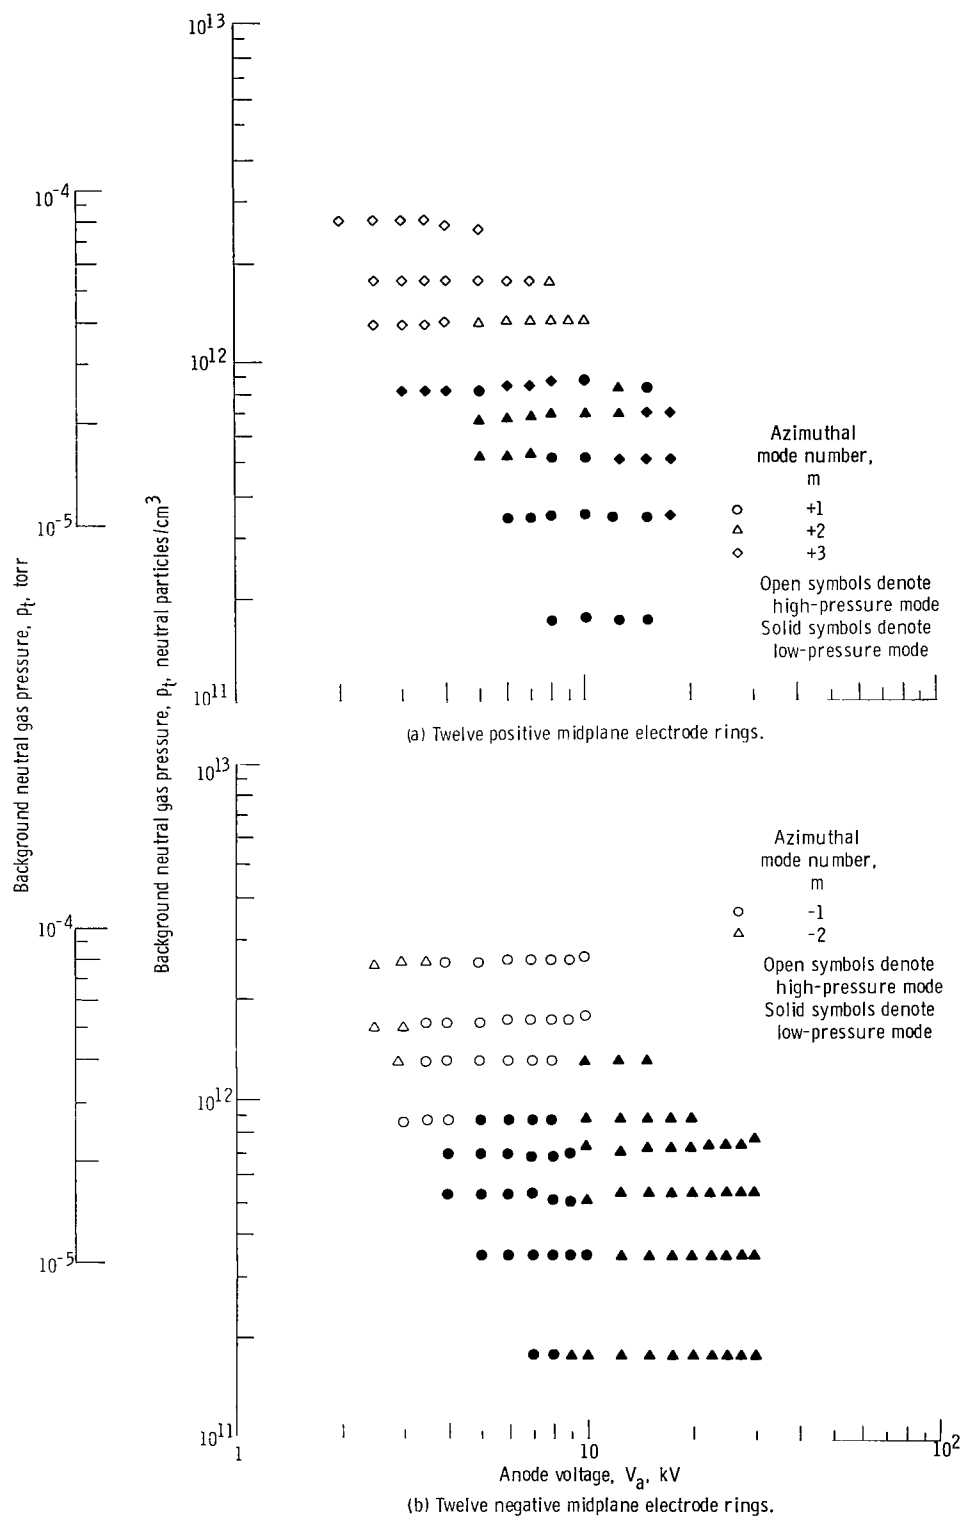 10^13
10^-4
10^12
Azimuthal
mode number,
m
+1
+2
+3
10^-5
Open symbols denote
high-pressure mode
Solid symbols denote
low-pressure mode
10^11
(a) Twelve positive midplane electrode rings.
Background neutral gas pressure, p_t, torr
Background neutral gas pressure, p_t, neutral particles/cm^3
10^13
Azimuthal
mode number,
m
-1
-2
10^-4
Open symbols denote
high-pressure mode
Solid symbols denote
low-pressure mode
10^12
10^-5
10^11
1 10 10^2
Anode voltage, V_a, kV
(b) Twelve negative midplane electrode rings.